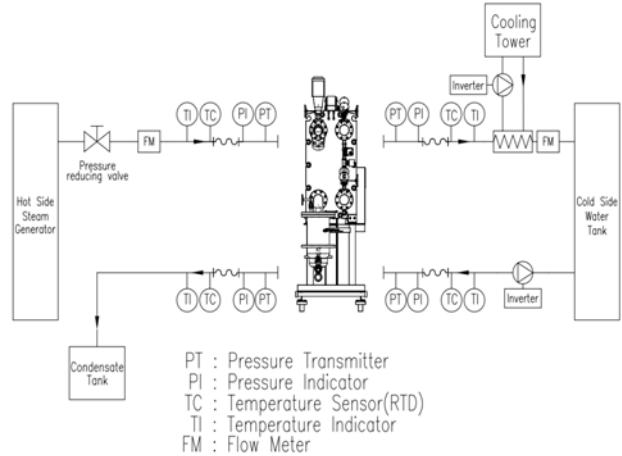 Cooling
Tower
Inverter
TI TC PI PT
PT PI TC TI
FM
FM
Pressure
reducing valve
Hot Side
Steam
Generator
Cold Side
Water
Tank
TI TC PI PT
PT PI TC TI
Inverter
Condensate
Tank
PT : Pressure Transmitter
PI : Pressure Indicator
TC : Temperature Sensor(RTD)
TI : Temperature Indicator
FM : Flow Meter